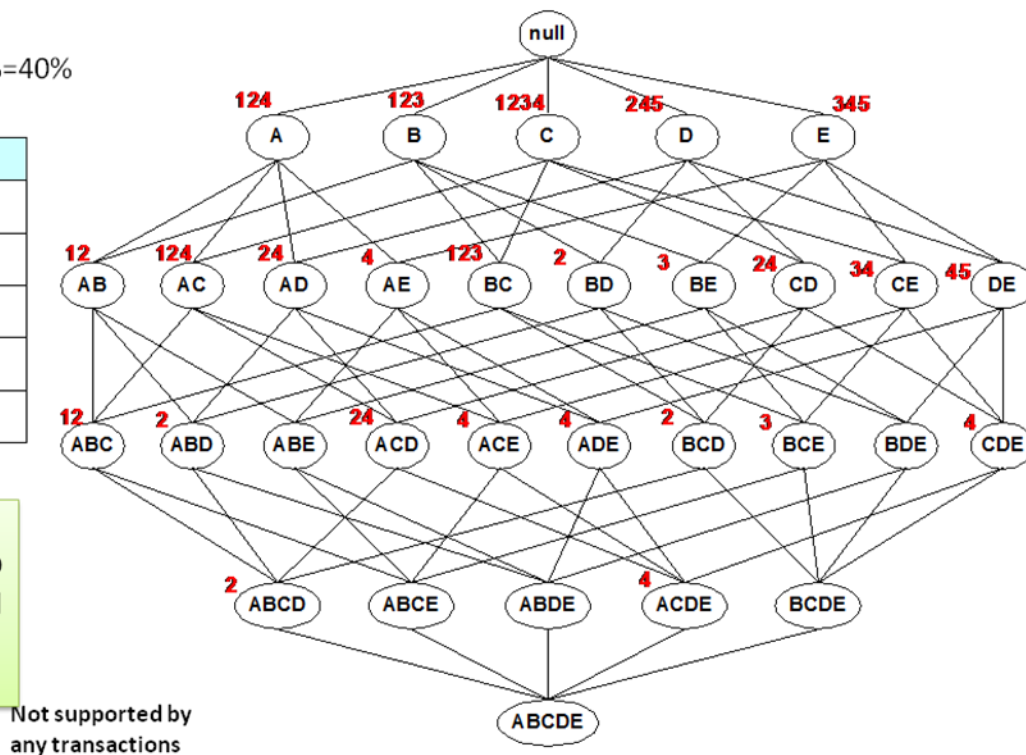 null
=40%
124 123 1234 245 345
A B C D E
12 124 24 4 123 2 3 24 34 45
AB AC AD AE BC BD BE CD CE DE
12 2 24 4 4 2 3 4
ABC ABD ABE ACD ACE ADE BCD BCE BDE CDE
2 4
ABCD ABCE ABDE ACDE BCDE
Not supported by
any transactions
ABCDE